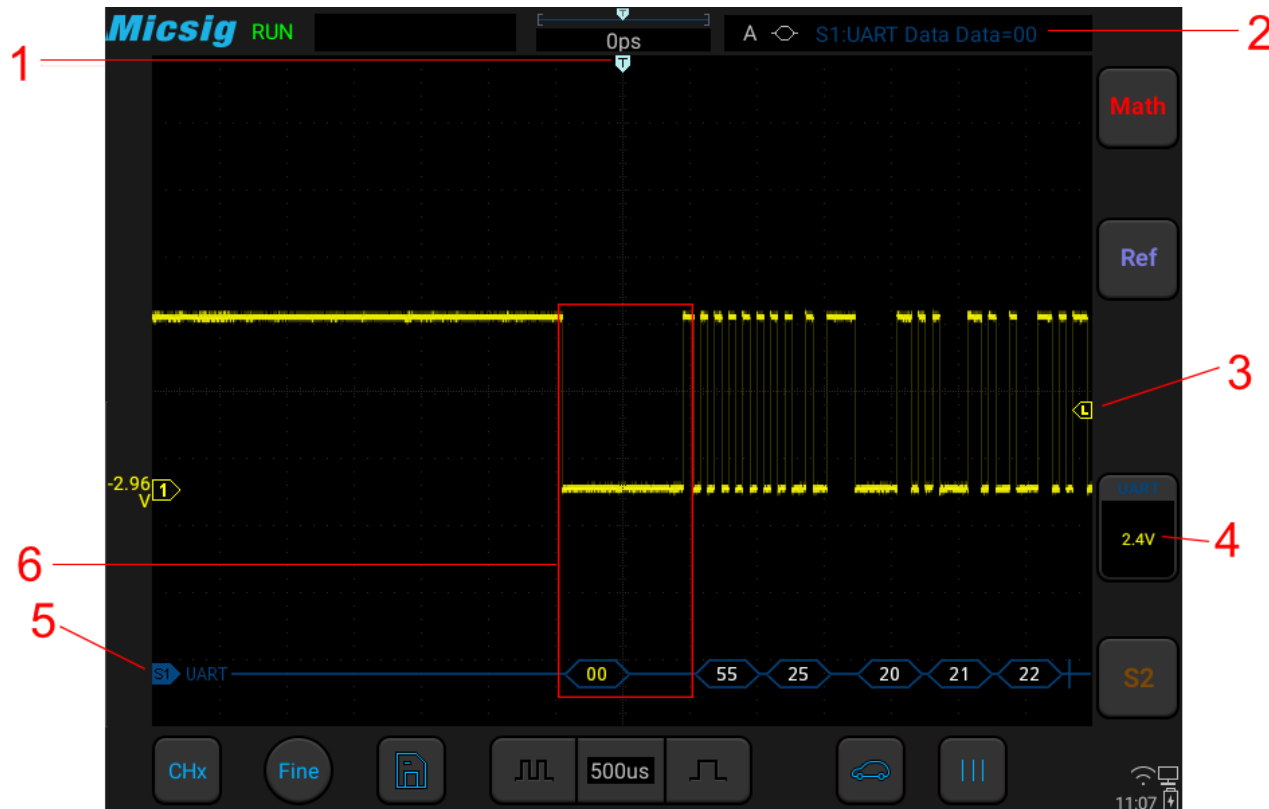 Micsig RUN
T
0ps
A S1:UART Data Data=00
1
T
2
Math
Ref
3
L
-2.96
V
1
UART
2.4V
4
6
5
S1 UART 00 55 25 20 21 22
S2
CHx Fine 500us
11:07